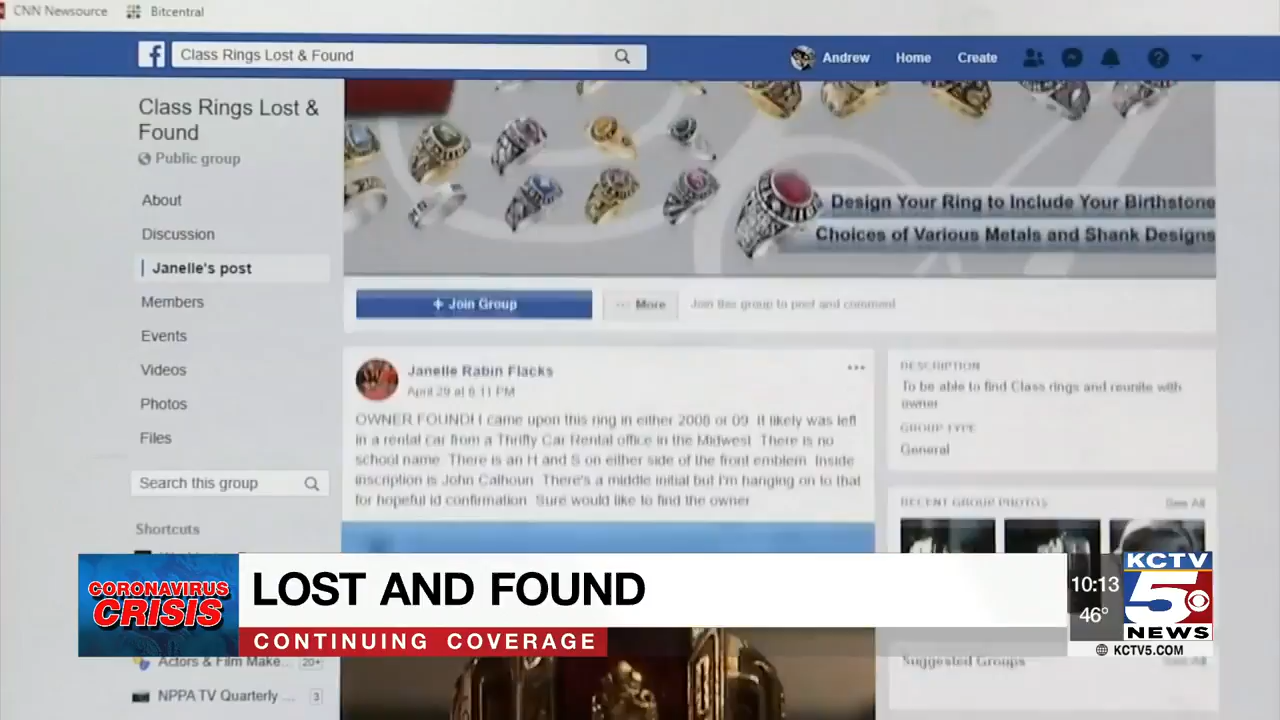 CNN Newsource
Bitcentral
Class Rings Lost & Found
Andrew
Home
Create
Class Rings Lost &
Found
Public group
About
Discussion
Janelle's post
Members
Events
Videos
Photos
Files
Search this group
Shortcuts
Actors & Film Make...
20+
NPPA TV Quarterly ...
3
Design Your Ring to Include Your Birthstone
Choices of Various Metals and Shank Designs
+ Join Group
··· More
Join this group to post and comment
Janelle Rabin Flacks
April 29 at 6:11 PM
OWNER FOUND! I came upon this ring in either 2008 or 09. It likely was left
in a rental car from a Thrifty Car Rental office in the Midwest. There is no
school name. There is an H and S on either side of the front emblem. Inside
inscription is John Calhoun. There's a middle initial but I'm hanging on to that
for hopeful id confirmation. Sure would like to find the owner
DESCRIPTION
To be able to find Class rings and reunite with
owner
GROUP TYPE
General
RECENT GROUP PHOTOS
See All
Suggested Groups
See All
CORONAVIRUS
CRISIS
LOST AND FOUND
CONTINUING COVERAGE
10:13
46°
KCTV
5
NEWS
KCTV5.COM